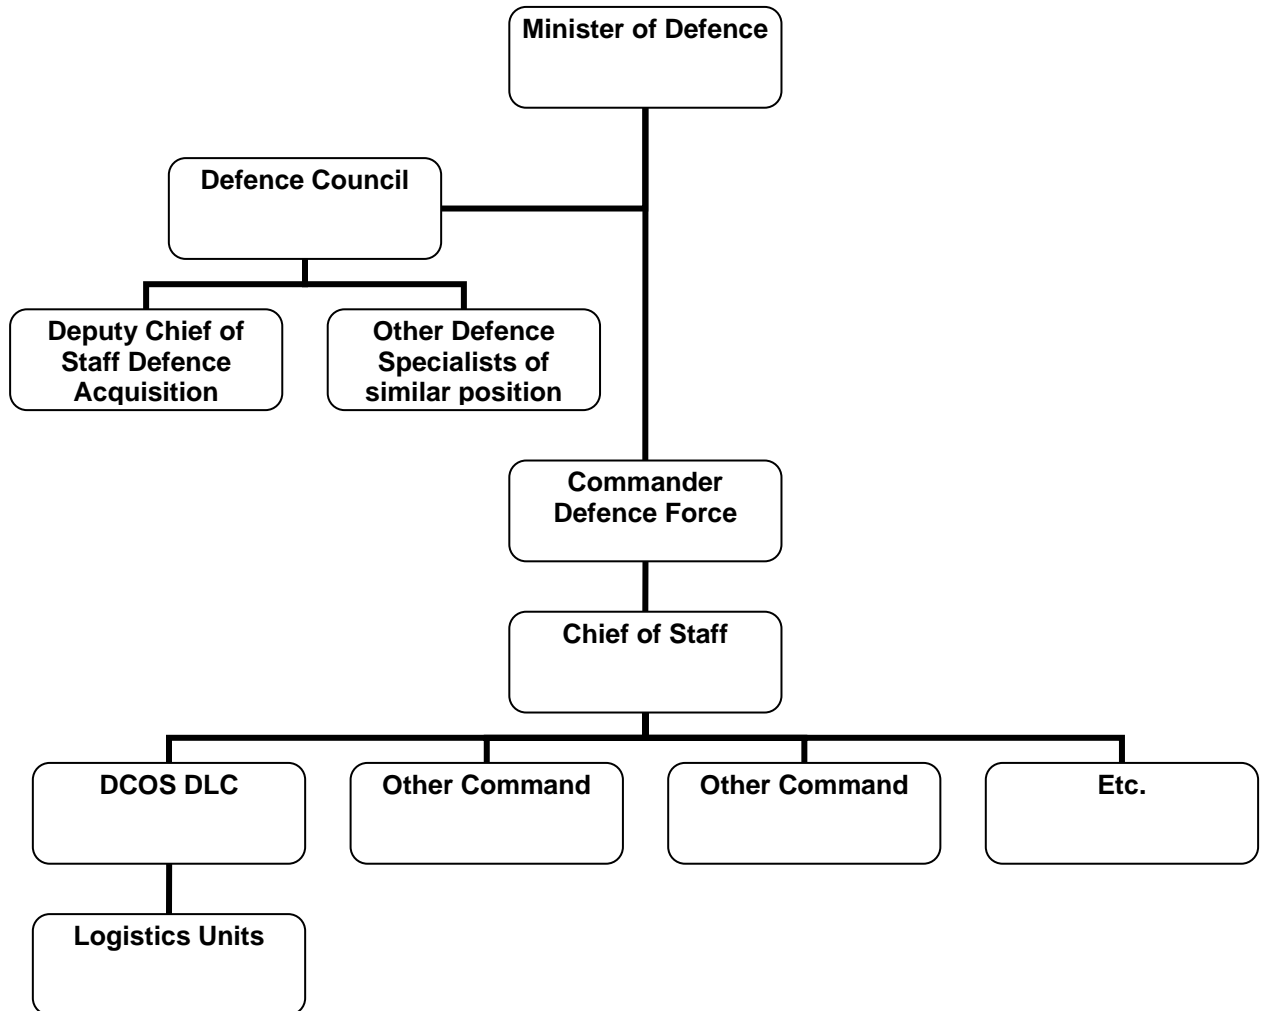 Minister of Defence
Defence Council
Deputy Chief of
Staff Defence
Acquisition
Other Defence
Specialists of
similar position
Commander
Defence Force
Chief of Staff
DCOS DLC
Other Command
Other Command
Etc.
Logistics Units